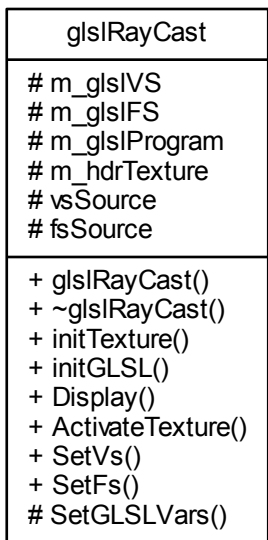 glslRayCast
# m_glslVS
# m_glslFS
# m_glslProgram
# m_hdrTexture
# vsSource
# fsSource
+ glslRayCast()
+ ~glslRayCast()
+ initTexture()
+ initGLSL()
+ Display()
+ ActivateTexture()
+ SetVs()
+ SetFs()
# SetGLSLVars()